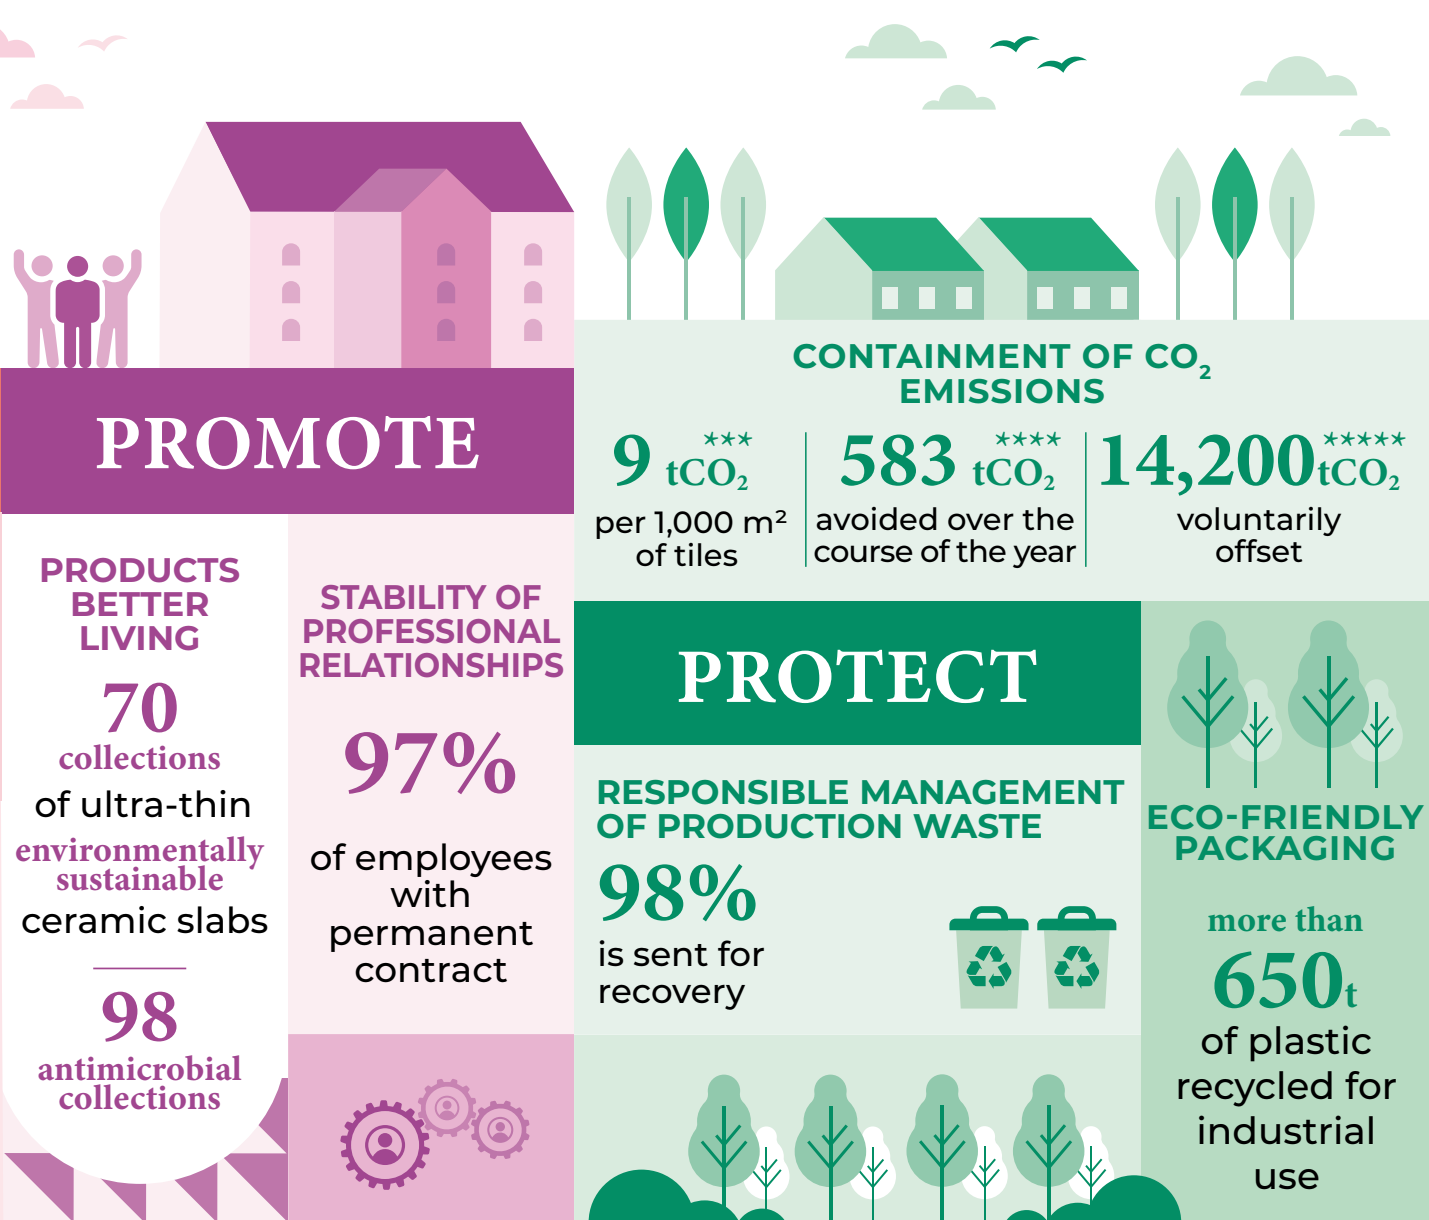 PROMOTE
PRODUCTS
BETTER
LIVING
70
collections
of ultra-thin
environmentally
sustainable
ceramic slabs
98
antimicrobial
collections
STABILITY OF
PROFESSIONAL
RELATIONSHIPS
97%
of employees
with
permanent
contract
CONTAINMENT OF CO₂
EMISSIONS
9 tCO₂***
per 1,000 m²
of tiles
583 tCO₂****
avoided over the
course of the year
14,200 tCO₂*****
voluntarily
offset
PROTECT
RESPONSIBLE MANAGEMENT
OF PRODUCTION WASTE
98%
is sent for
recovery
ECO-FRIENDLY
PACKAGING
more than
650t
of plastic
recycled for
industrial
use